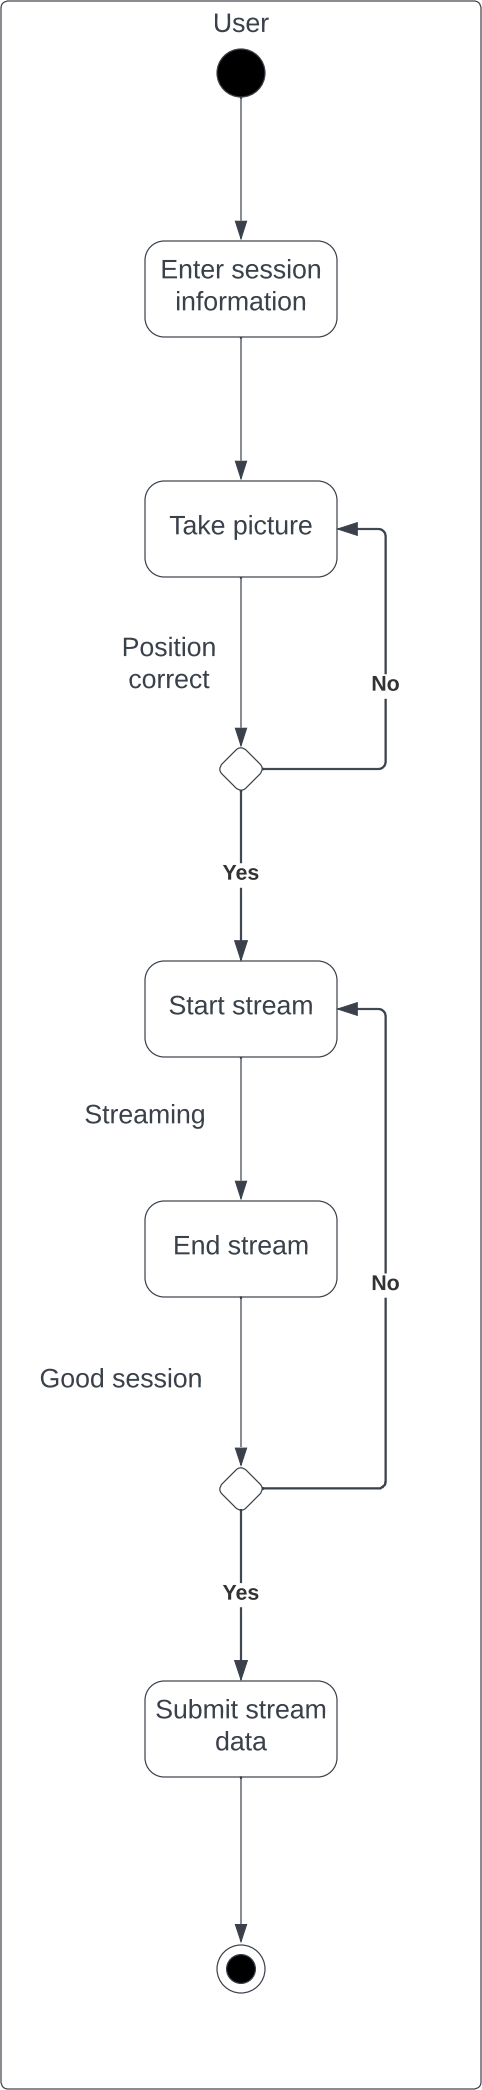 User
Enter session
information
Take picture
Position
correct
No
Yes
Start stream
Streaming
End stream
No
Good session
Yes
Submit stream
data